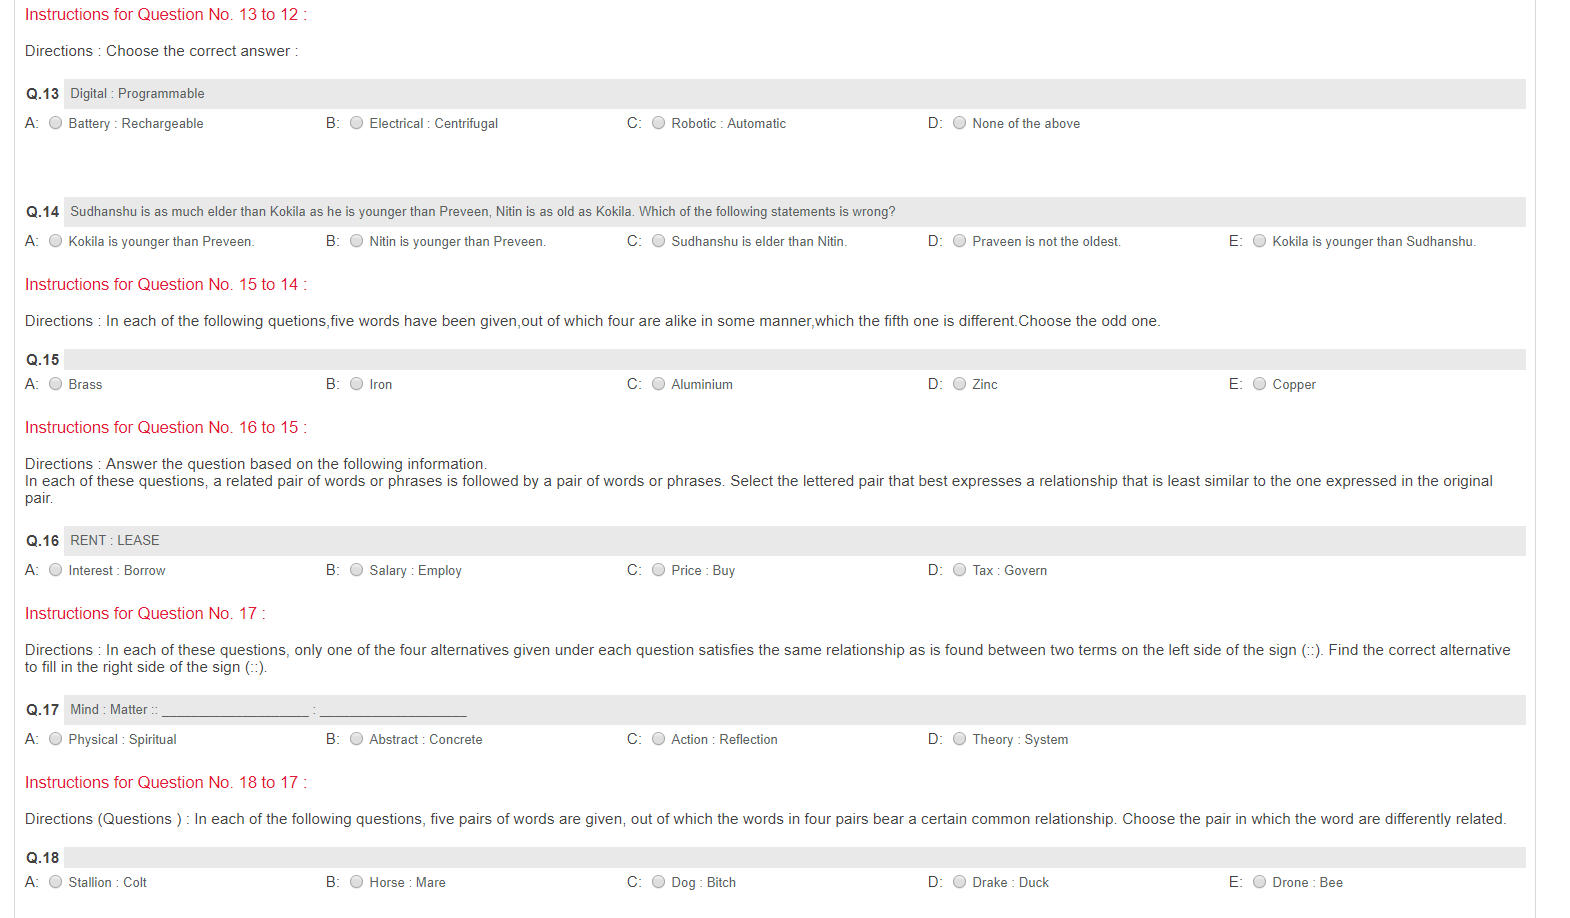 Instructions for Question No. 13 to 12 :
Directions : Choose the correct answer :
Q.13 Digital : Programmable
A: Battery : Rechargeable B: Electrical : Centrifugal C: Robotic : Automatic D: None of the above
Q.14 Sudhanshu is as much elder than Kokila as he is younger than Preveen, Nitin is as old as Kokila. Which of the following statements is wrong?
A: Kokila is younger than Preveen. B: Nitin is younger than Preveen. C: Sudhanshu is elder than Nitin. D: Praveen is not the oldest. E: Kokila is younger than Sudhanshu.
Instructions for Question No. 15 to 14 :
Directions : In each of the following quetions,five words have been given,out of which four are alike in some manner,which the fifth one is different.Choose the odd one.
Q.15
A: Brass B: Iron C: Aluminium D: Zinc E: Copper
Instructions for Question No. 16 to 15 :
Directions : Answer the question based on the following information.
In each of these questions, a related pair of words or phrases is followed by a pair of words or phrases. Select the lettered pair that best expresses a relationship that is least similar to the one expressed in the original
pair.
Q.16 RENT : LEASE
A: Interest : Borrow B: Salary : Employ C: Price : Buy D: Tax : Govern
Instructions for Question No. 17 :
Directions : In each of these questions, only one of the four alternatives given under each question satisfies the same relationship as is found between two terms on the left side of the sign (::). Find the correct alternative
to fill in the right side of the sign (::).
Q.17 Mind : Matter :: ____________________ : ____________________
A: Physical : Spiritual B: Abstract : Concrete C: Action : Reflection D: Theory : System
Instructions for Question No. 18 to 17 :
Directions (Questions ) : In each of the following questions, five pairs of words are given, out of which the words in four pairs bear a certain common relationship. Choose the pair in which the word are differently related.
Q.18
A: Stallion : Colt B: Horse : Mare C: Dog : Bitch D: Drake : Duck E: Drone : Bee